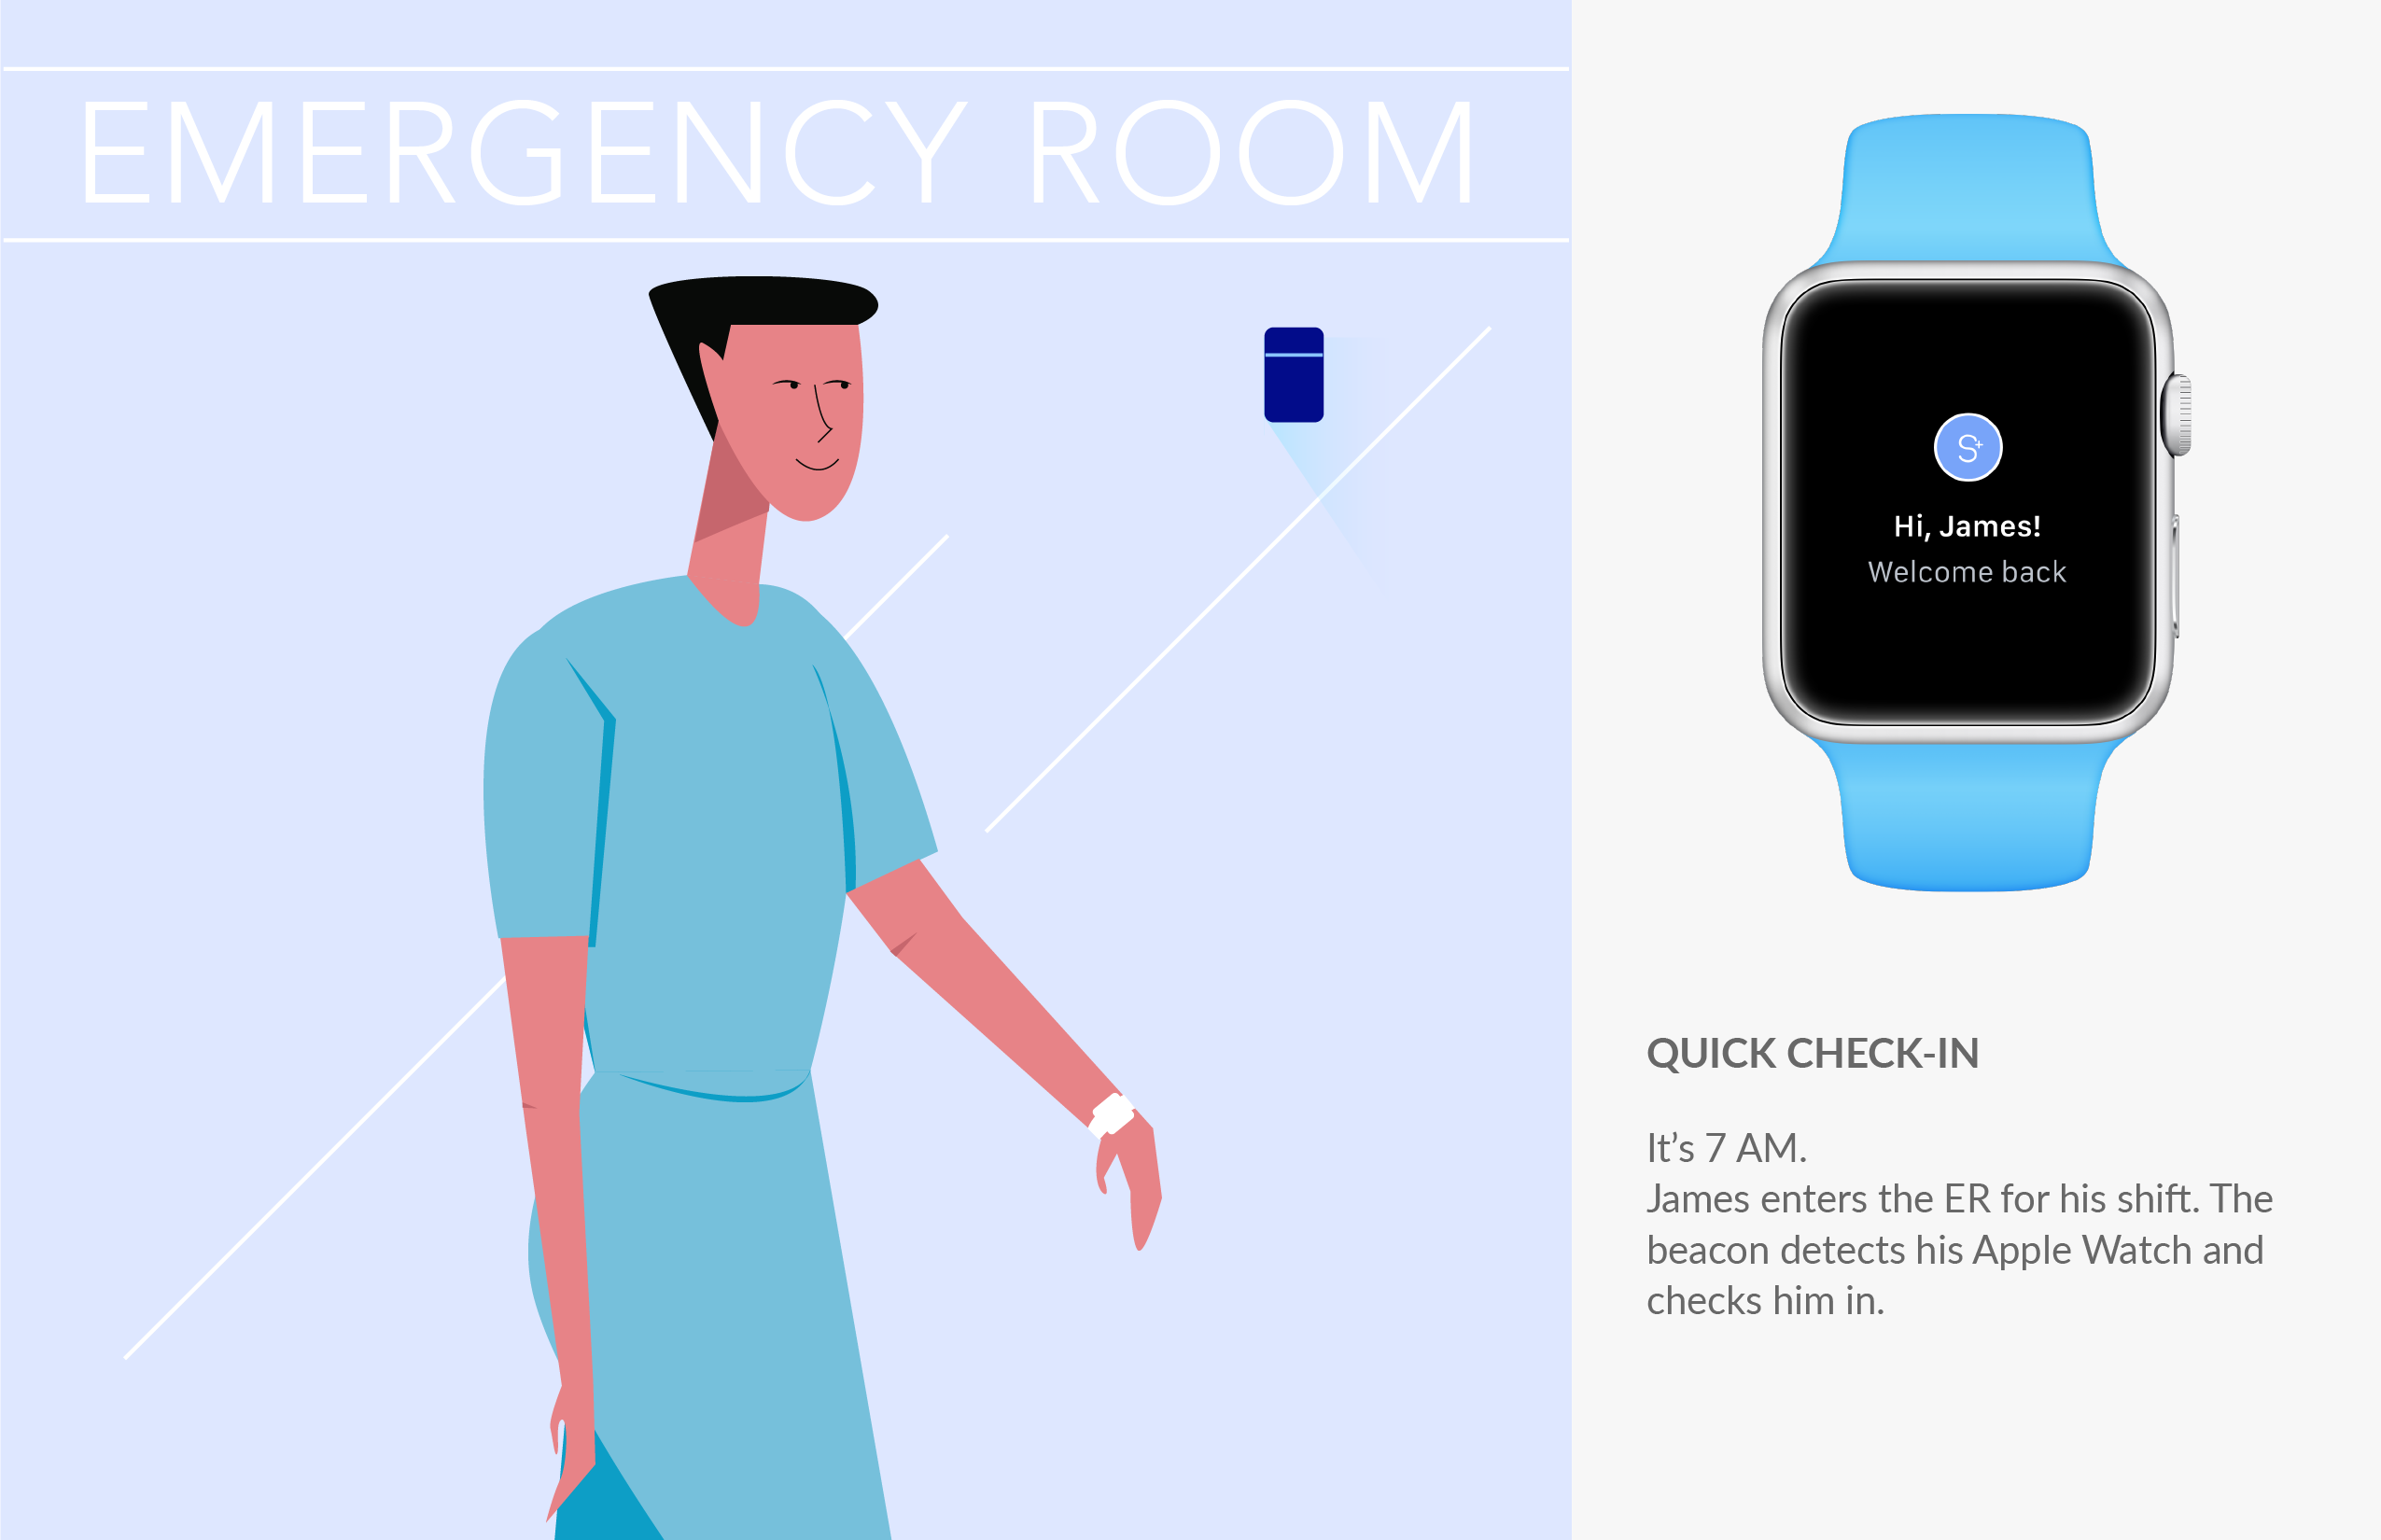 EMERGENCY ROOM
S+
Hi, James!
Welcome back
QUICK CHECK-IN
It’s 7 AM.
James enters the ER for his shift. The
beacon detects his Apple Watch and
checks him in.